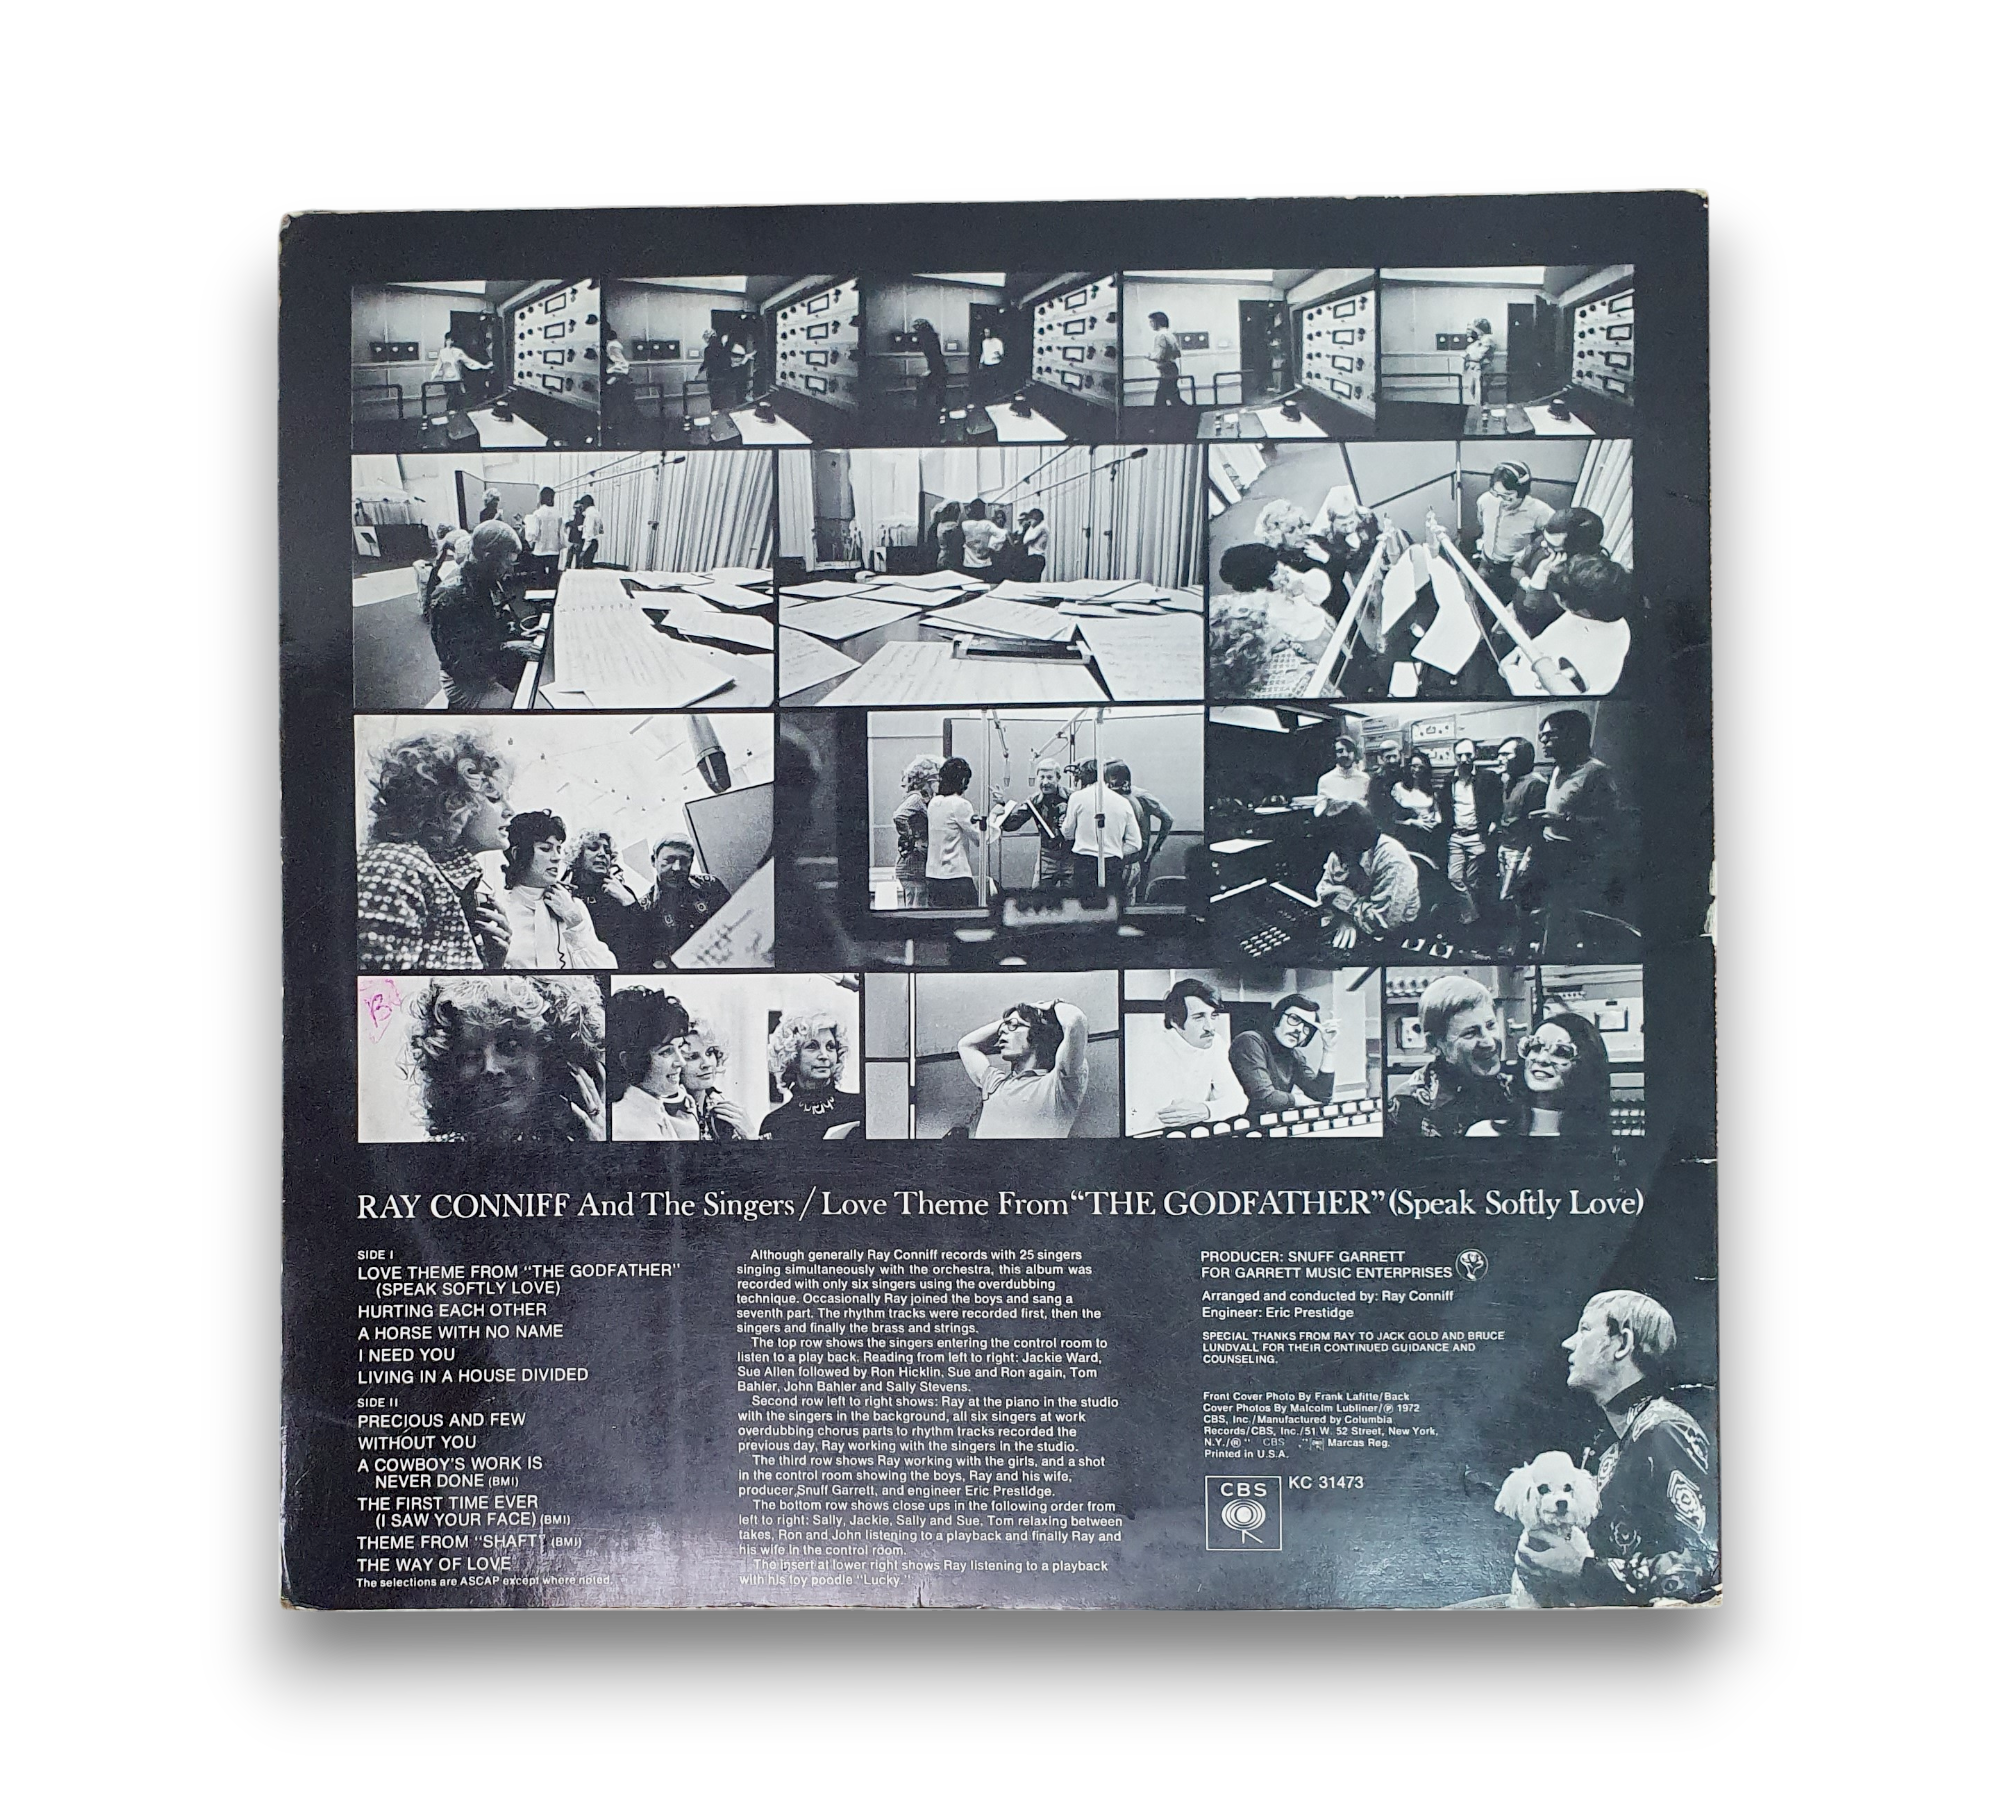 B
RAY CONNIFF And The Singers / Love Theme From "THE GODFATHER" (Speak Softly Love)
SIDE I
LOVE THEME FROM "THE GODFATHER"
(SPEAK SOFTLY LOVE)
HURTING EACH OTHER
A HORSE WITH NO NAME
I NEED YOU
LIVING IN A HOUSE DIVIDED
SIDE II
PRECIOUS AND FEW
WITHOUT YOU
A COWBOY'S WORK IS
NEVER DONE (BMI)
THE FIRST TIME EVER
(I SAW YOUR FACE) (BMI)
THEME FROM "SHAFT" (BMI)
THE WAY OF LOVE
The selections are ASCAP except where noted.
Although generally Ray Conniff records with 25 singers
singing simultaneously with the orchestra, this album was
recorded with only six singers using the overdubbing
technique. Occasionally Ray joined the boys and sang a
seventh part. The rhythm tracks were recorded first, then the
singers and finally the brass and strings.
The top row shows the singers entering the control room to
listen to a play back. Reading from left to right: Jackie Ward,
Sue Allen followed by Ron Hicklin, Sue and Ron again, Tom
Bahler, John Bahler and Sally Stevens.
Second row left to right shows: Ray at the piano in the studio
with the singers in the background, all six singers at work
overdubbing chorus parts to rhythm tracks recorded the
previous day, Ray working with the singers in the studio.
The third row shows Ray working with the girls, and a shot
in the control room showing the boys, Ray and his wife,
producer, Snuff Garrett, and engineer Eric Prestidge.
The bottom row shows close ups in the following order from
left to right: Sally, Jackie, Sally and Sue, Tom relaxing between
takes, Ron and John listening to a playback and finally Ray and
his wife in the control room.
The insert at lower right shows Ray listening to a playback
with his toy poodle "Lucky."
PRODUCER: SNUFF GARRETT
FOR GARRETT MUSIC ENTERPRISES
Arranged and conducted by: Ray Conniff
Engineer: Eric Prestidge
SPECIAL THANKS FROM RAY TO JACK GOLD AND BRUCE
LUNDVALL FOR THEIR CONTINUED GUIDANCE AND
COUNSELING.
Front Cover Photo By Frank Lafitte/Back
Cover Photos By Malcolm Lubliner/℗ 1972
CBS, Inc./Manufactured by Columbia
Records/CBS, Inc./51 W. 52 Street, New York,
N.Y./® " CBS ," Marcas Reg.
Printed in U.S.A.
CBS
KC 31473